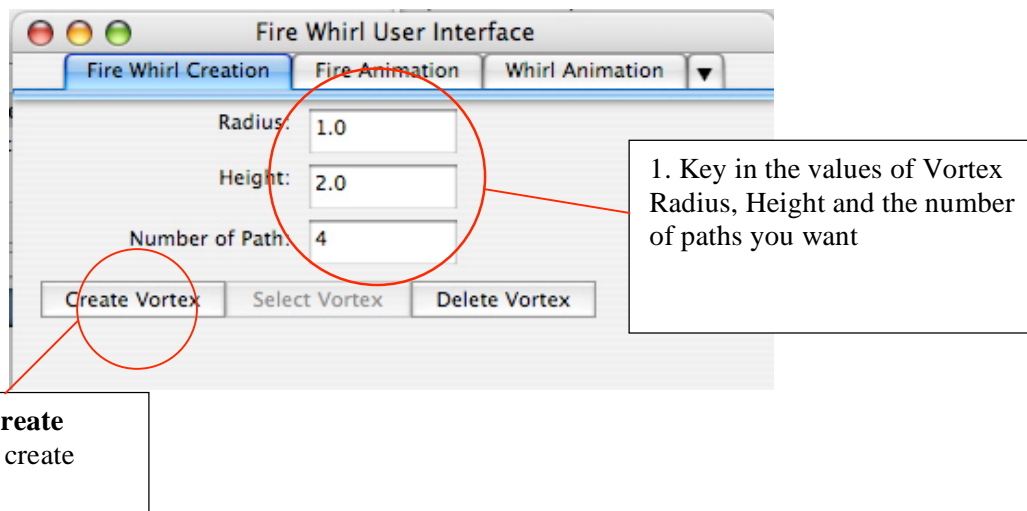 Fire Whirl User Interface
Fire Whirl Creation Fire Animation Whirl Animation
Radius: 1.0
Height: 2.0
Number of Path: 4
Create Vortex Select Vortex Delete Vortex
1. Key in the values of Vortex
Radius, Height and the number
of paths you want
reate
create